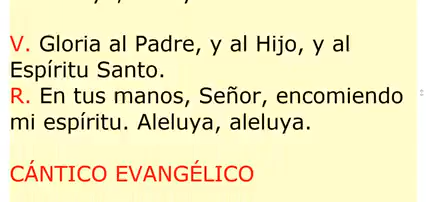 V. Gloria al Padre, y al Hijo, y al
Espíritu Santo.
R. En tus manos, Señor, encomiendo
mi espíritu. Aleluya, aleluya.
CÁNTICO EVANGÉLICO